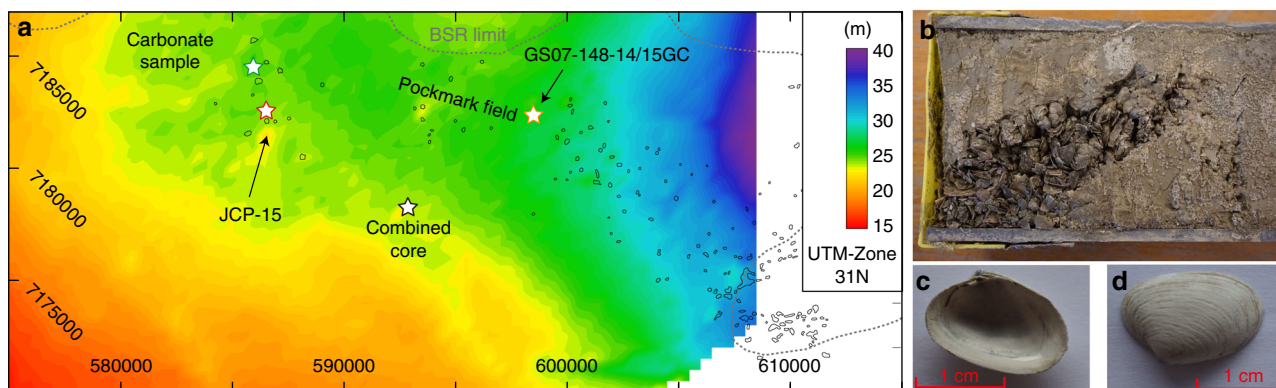 a
BSR limit
(m)
Carbonate
sample
GS07-148-14/15GC
Pockmark field
JCP-15
Combined
core
7185000
7180000
7175000
580000
590000
600000
610000
40
35
30
25
20
15
UTM-Zone
31N
b
c
1 cm
d
1 cm